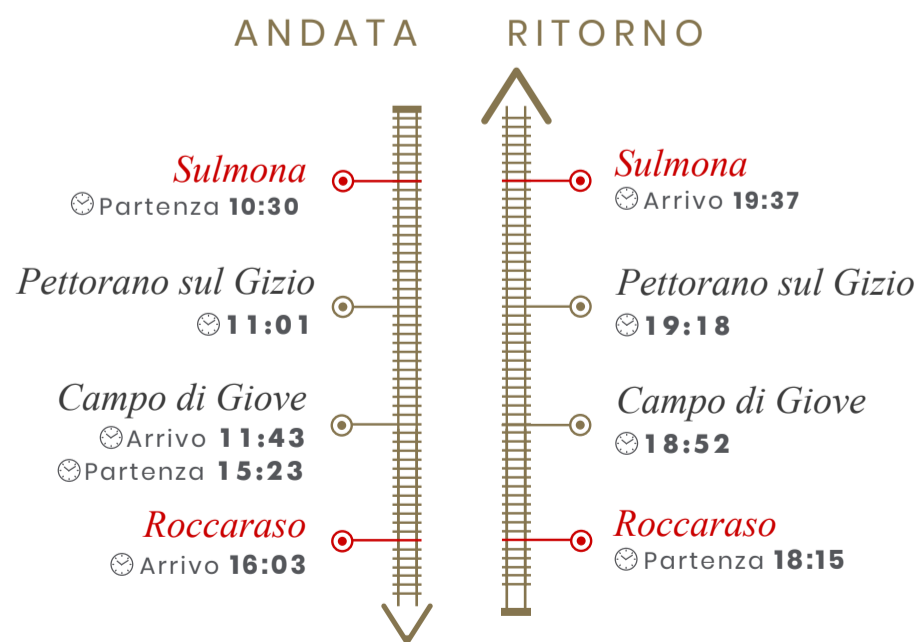 ANDATA
Sulmona
Partenza 10:30
Pettorano sul Gizio
11:01
Campo di Giove
Arrivo 11:43
Partenza 15:23
Roccaraso
Arrivo 16:03
RITORNO
Sulmona
Arrivo 19:37
Pettorano sul Gizio
19:18
Campo di Giove
18:52
Roccaraso
Partenza 18:15